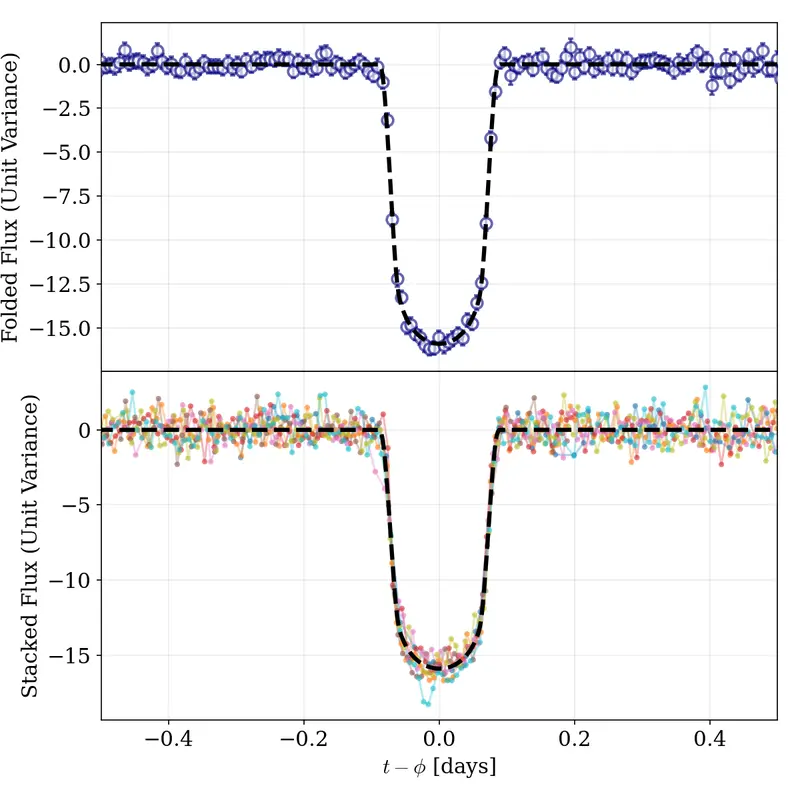 Folded Flux (Unit Variance)
0.0
−2.5
−5.0
−7.5
−10.0
−12.5
−15.0
Stacked Flux (Unit Variance)
0
−5
−10
−15
−0.4 −0.2 0.0 0.2 0.4
t − ϕ [days]